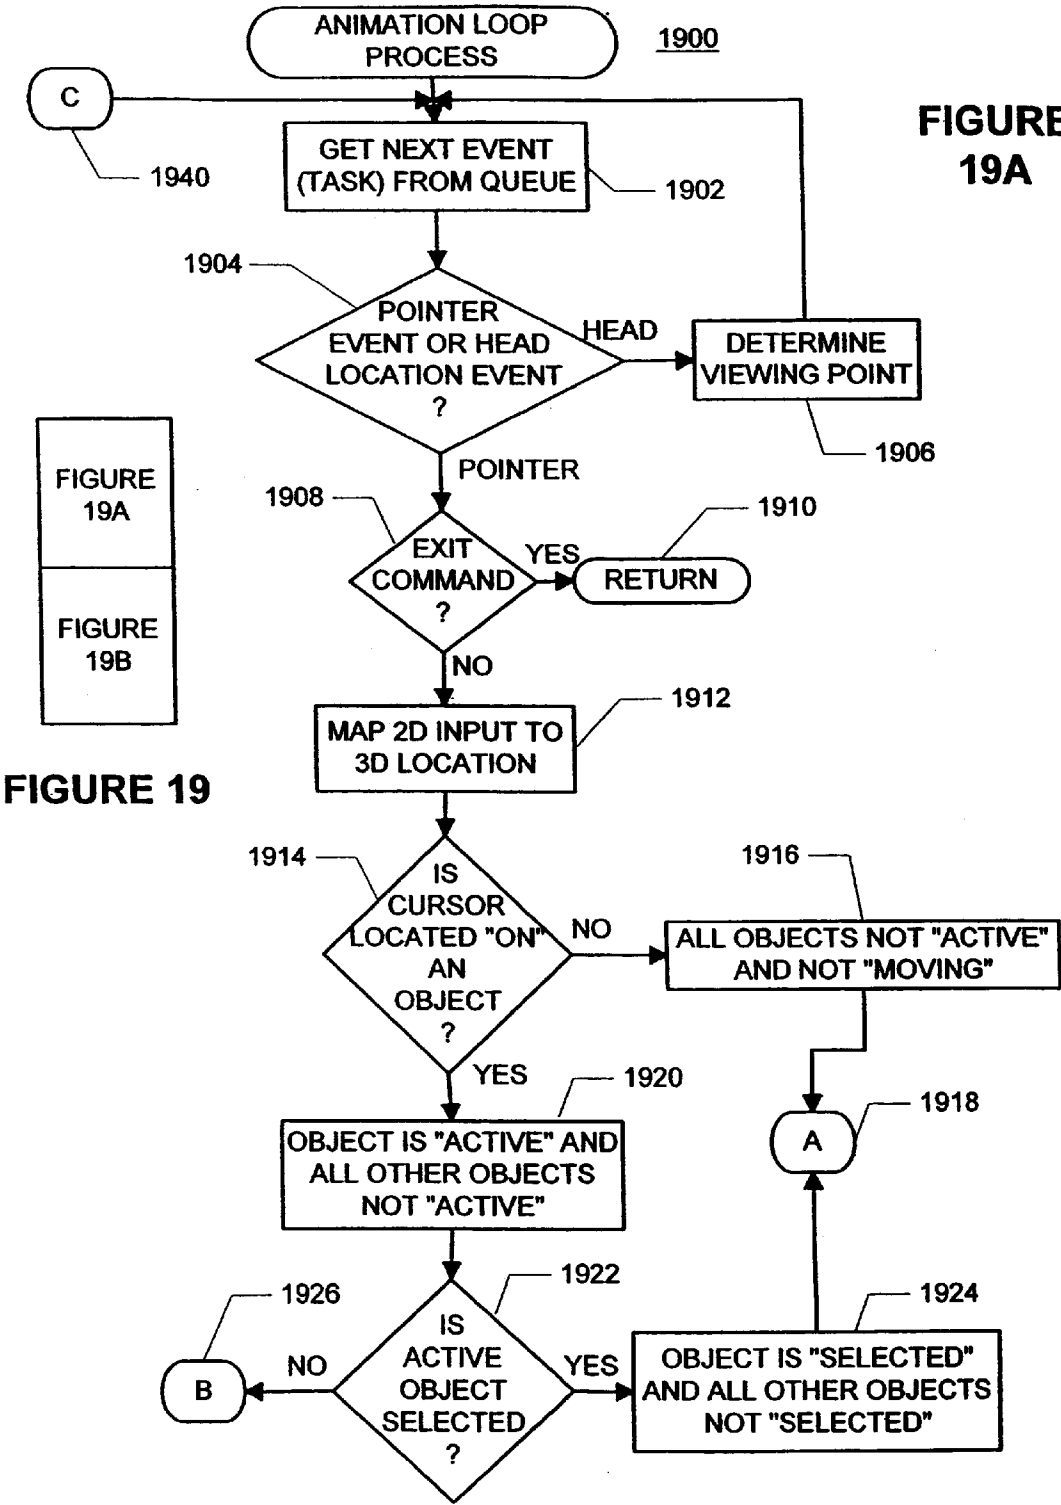 ANIMATION LOOP
PROCESS
1900
C
FIGURE
19A
1940
GET NEXT EVENT
(TASK) FROM QUEUE
1902
1904
POINTER
EVENT OR HEAD
LOCATION EVENT
?
HEAD
DETERMINE
VIEWING POINT
1906
POINTER
FIGURE
19A
FIGURE
19B
FIGURE 19
1908
EXIT
COMMAND
?
YES
1910
RETURN
NO
1912
MAP 2D INPUT TO
3D LOCATION
1914
IS
CURSOR
LOCATED "ON"
AN
OBJECT
?
NO
1916
ALL OBJECTS NOT "ACTIVE"
AND NOT "MOVING"
YES
1920
1918
A
OBJECT IS "ACTIVE" AND
ALL OTHER OBJECTS
NOT "ACTIVE"
1922
1926
B
NO
IS
ACTIVE
OBJECT
SELECTED
?
YES
1924
OBJECT IS "SELECTED"
AND ALL OTHER OBJECTS
NOT "SELECTED"